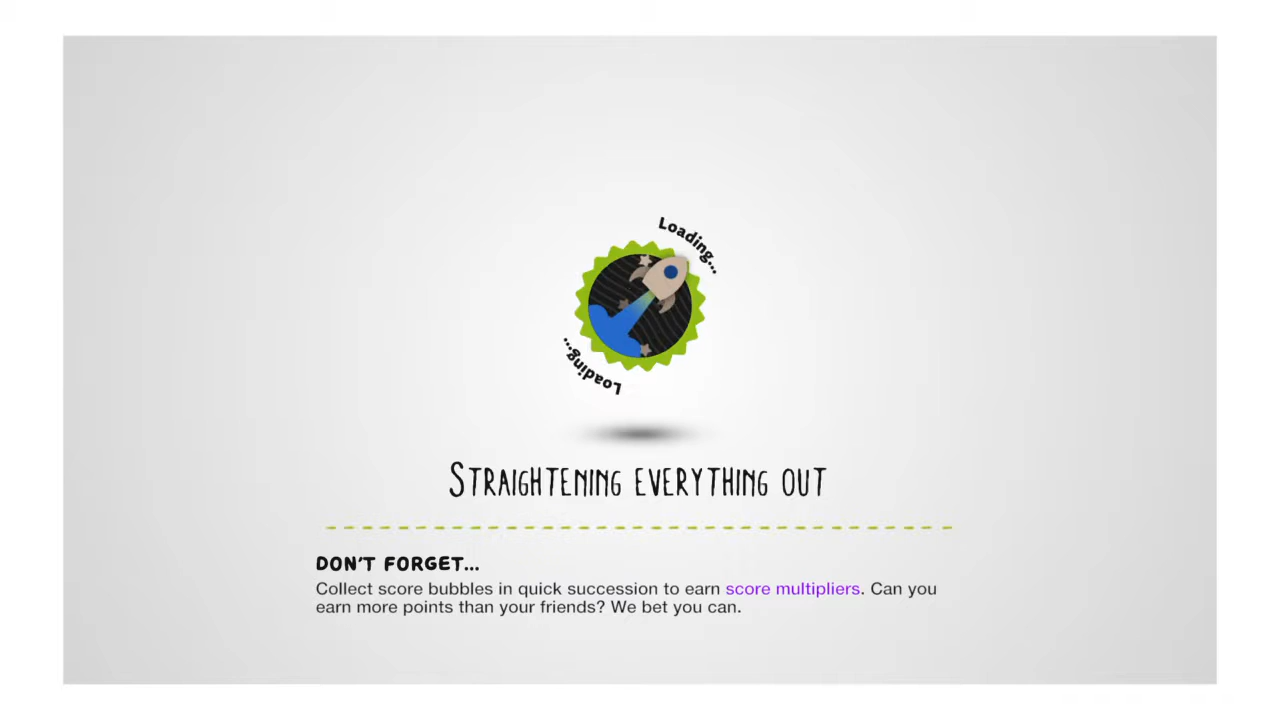 Loading...
Loading...
STRAIGHTENING EVERYTHING OUT
DON'T FORGET...
Collect score bubbles in quick succession to earn score multipliers. Can you
earn more points than your friends? We bet you can.